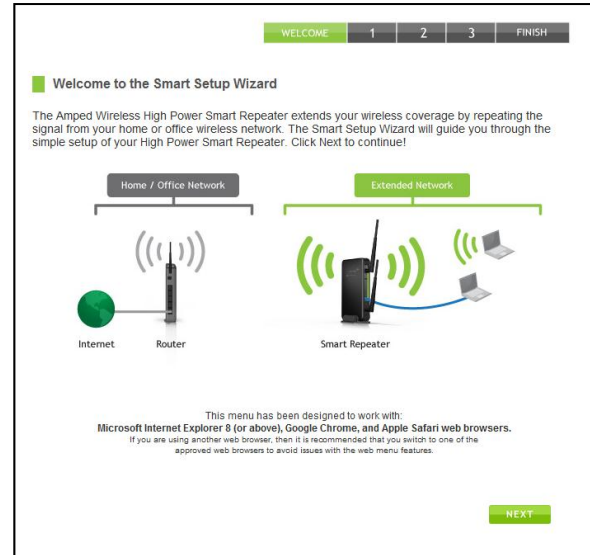 WELCOME 1 2 3 FINISH
Welcome to the Smart Setup Wizard
The Amped Wireless High Power Smart Repeater extends your wireless coverage by repeating the
signal from your home or office wireless network. The Smart Setup Wizard will guide you through the
simple setup of your High Power Smart Repeater. Click Next to continue!
Home / Office Network
Extended Network
Internet
Router
Smart Repeater
This menu has been designed to work with:
Microsoft Internet Explorer 8 (or above), Google Chrome, and Apple Safari web browsers.
If you are using another web browser, then it is recommended that you switch to one of the
approved web browsers to avoid issues with the web menu features.
NEXT